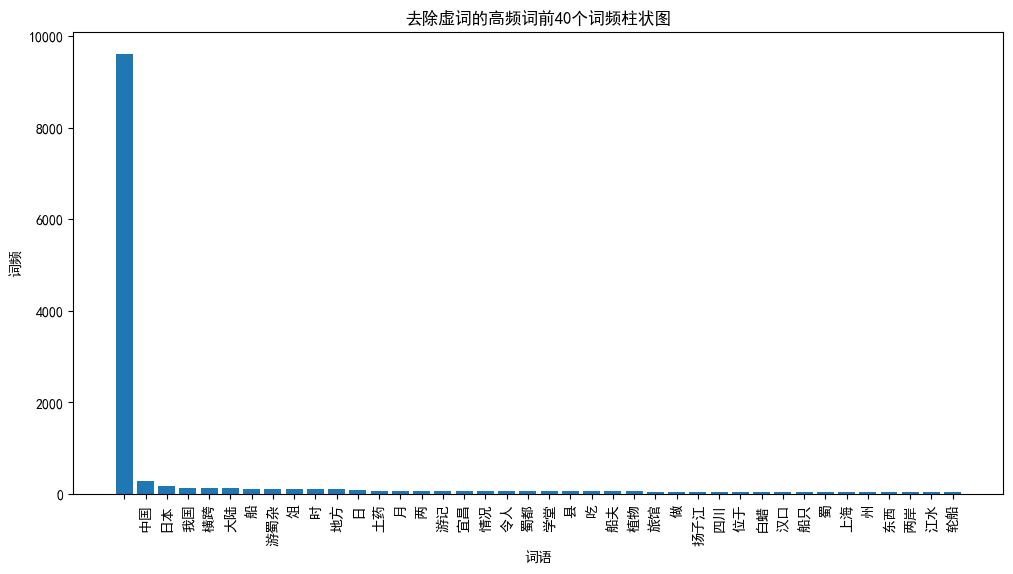 去除虚词的高频词前40个词频柱状图
词频
10000
8000
6000
4000
2000
0
中国
日本
我国
横跨
大陆
船
游蜀杂
俎
时
地方
日
土药
月
两
游记
宜昌
情况
令人
蜀都
学堂
县
吃
船夫
植物
旅馆
做
扬子江
四川
位于
白蜡
汉口
船只
蜀
上海
州
东西
两岸
江水
轮船
词语